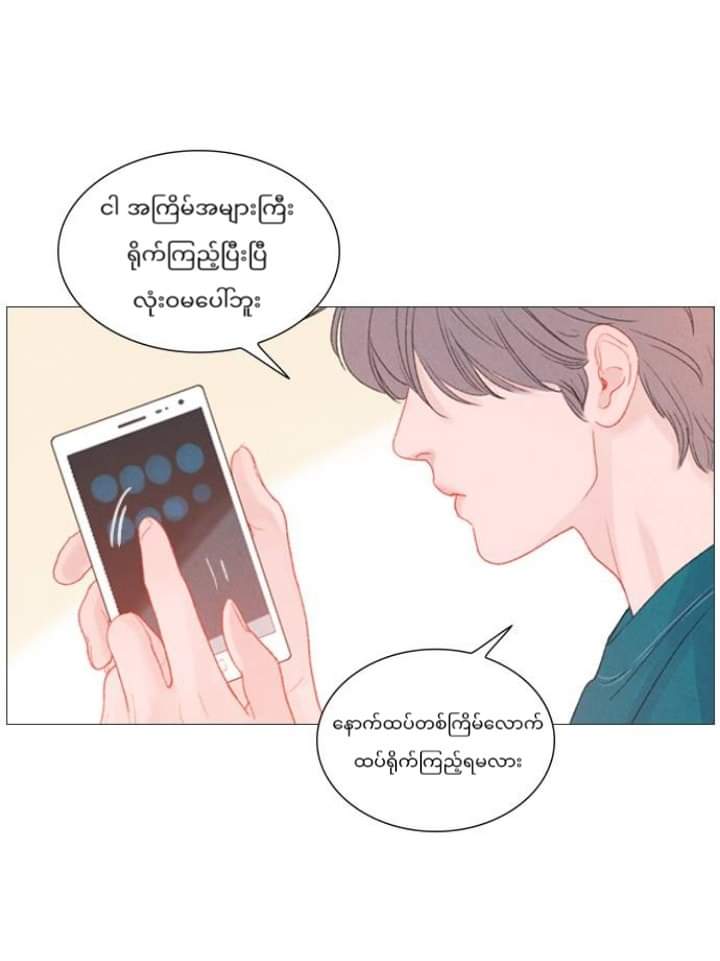 ငါ အကြိမ်အများကြီး
ရိုက်ကြည့်ပြီးပြီ
လုံးဝမပေါ်ဘူး
နောက်ထပ်တစ်ကြိမ်လောက်
ထပ်ရိုက်ကြည့်ရမလား